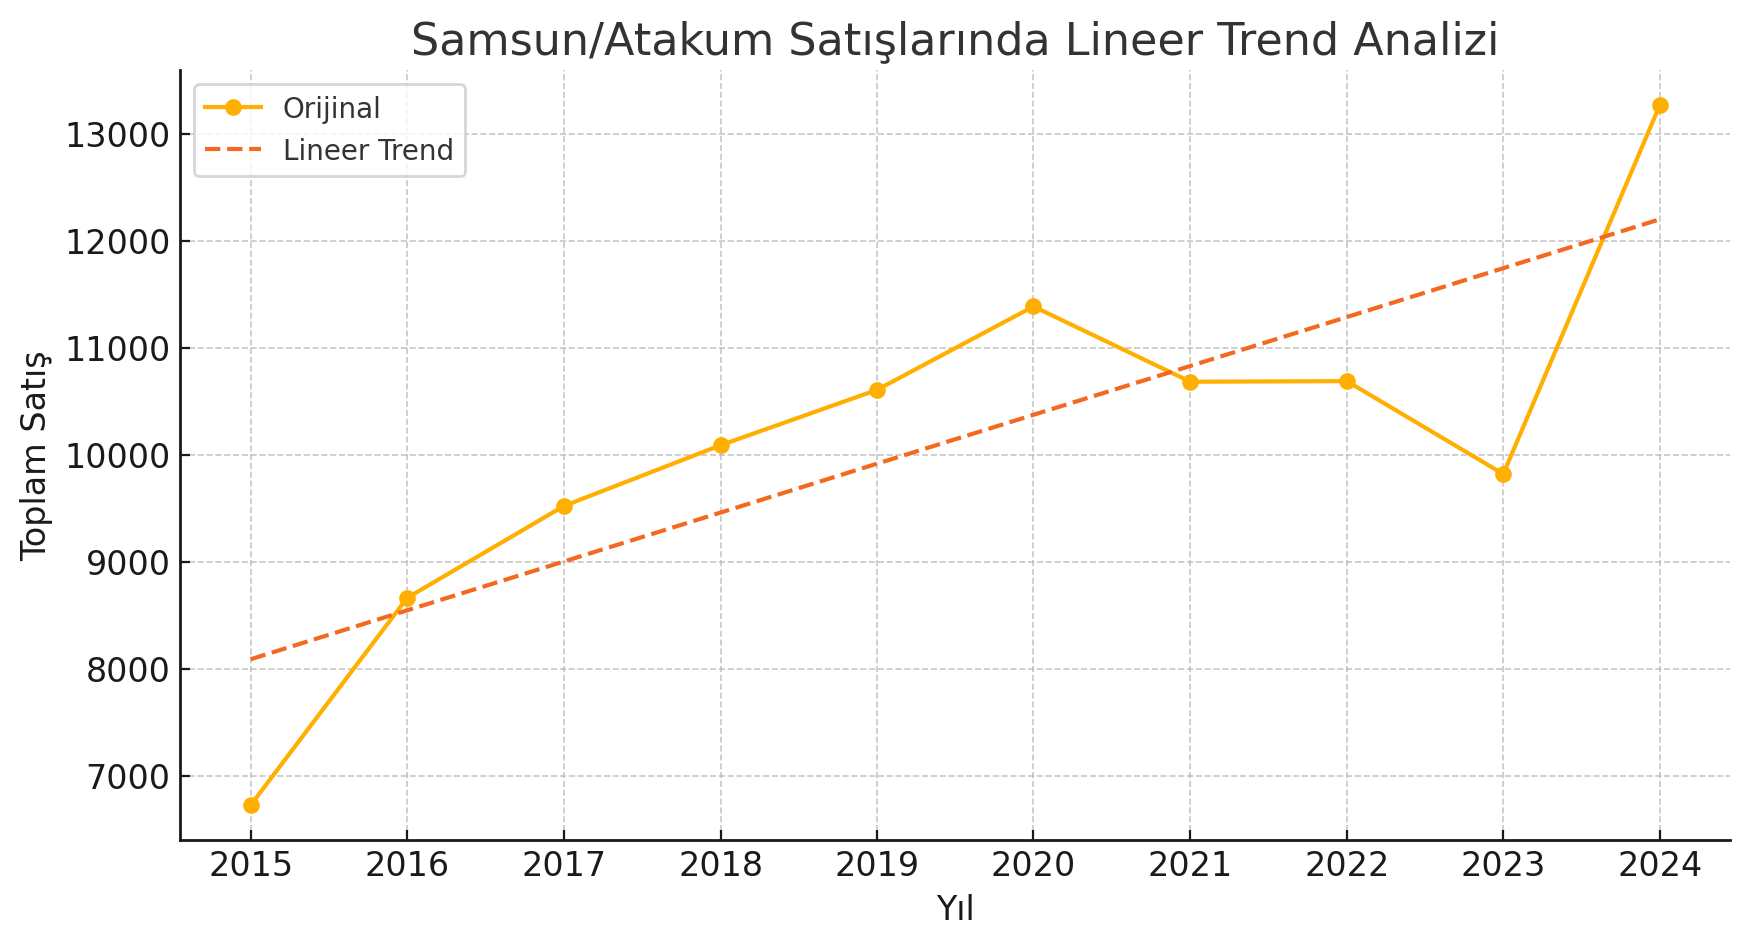 Samsun/Atakum Satışlarında Lineer Trend Analizi
Orijinal
Lineer Trend
Toplam Satış
13000
12000
11000
10000
9000
8000
7000
2015 2016 2017 2018 2019 2020 2021 2022 2023 2024
Yıl